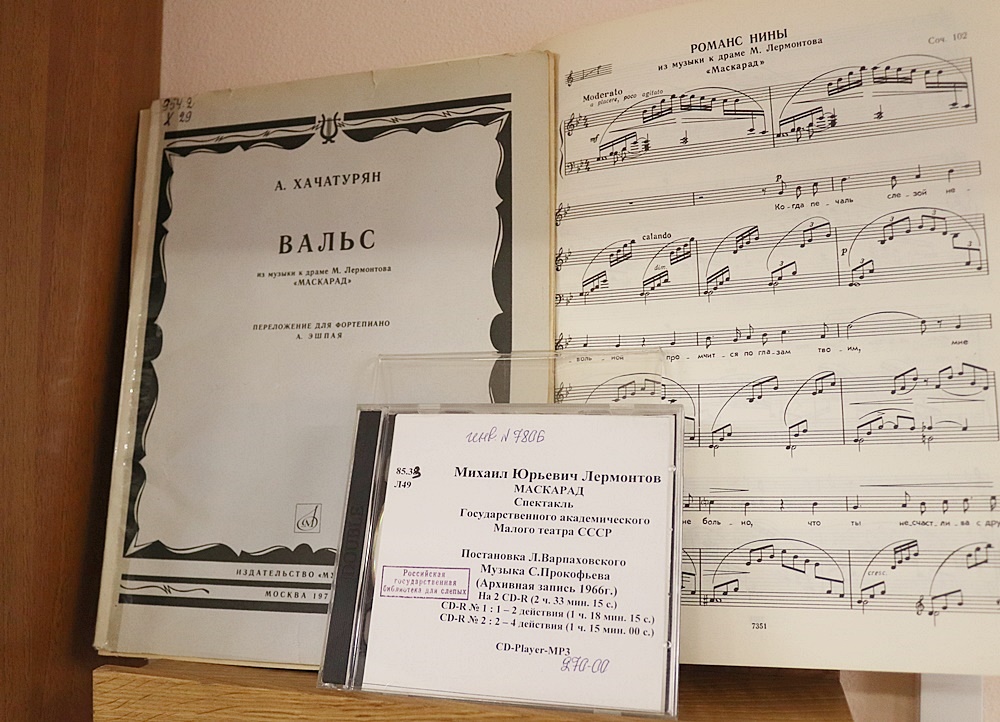 954.2
Х 29
А. ХАЧАТУРЯН
ВАЛЬС
из музыки к драме М. Лермонтова
«МАСКАРАД»
ПЕРЕЛОЖЕНИЕ ДЛЯ ФОРТЕПИАНО
А. ЭШПАЯ
ИЗДАТЕЛЬСТВО «МУ
МОСКВА 197
РОМАНС НИНЫ
из музыки к драме М. Лермонтова
«Маскарад»
Соч. 102
Moderato
a piacere, poco agitato
mf
p
Ко-гда пе - чаль сле - зой не -
calando
dim.
p
воль - ной про - мчит - ся по гла - зам тво - им, мне
не боль - но, что ты не,счаст - ли - ва с дру
cresc.
7351
инв. N 7806
85.33
Л49
Михаил Юрьевич Лермонтов
МАСКАРАД
Спектакль
Государственного академического
Малого театра СССР
Постановка Л.Варпаховского
Музыка С.Прокофьева
(Архивная запись 1966г.)
На 2 CD-R (2 ч. 33 мин. 15 с.)
CD-R № 1 : 1 – 2 действия (1 ч. 18 мин. 15 с.)
CD-R № 2 : 2 – 4 действия (1 ч. 15 мин. 00 с.)
CD-Player-MP3
270-00
Российская
государственная
библиотека для слепых